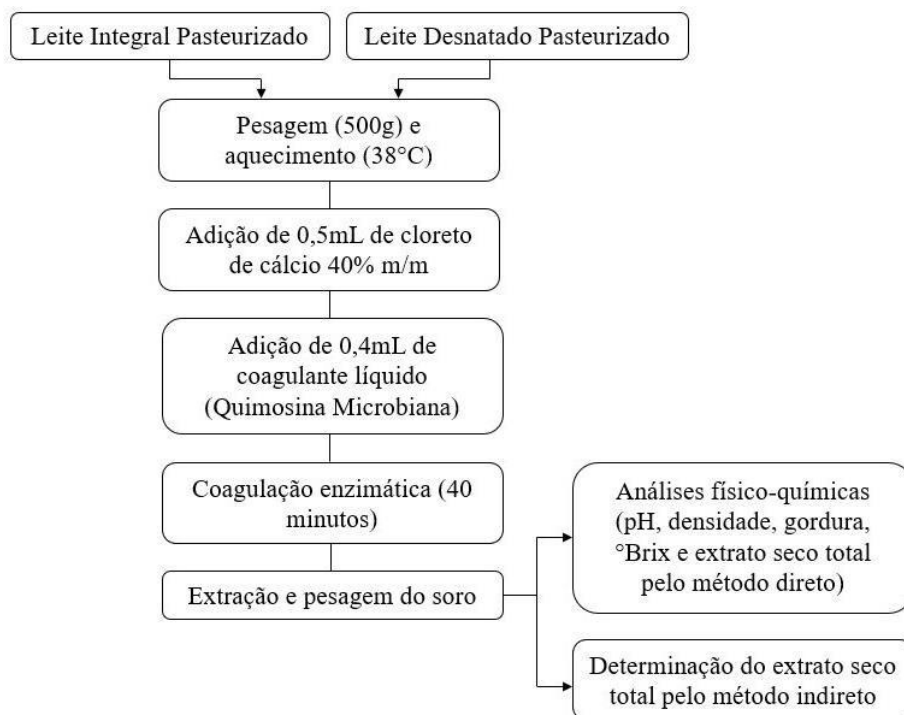 Leite Integral Pasteurizado
Leite Desnatado Pasteurizado
Pesagem (500g) e
aquecimento (38°C)
Adição de 0,5mL de cloreto
de cálcio 40% m/m
Adição de 0,4mL de
coagulante líquido
(Quimosina Microbiana)
Coagulação enzimática (40
minutos)
Extração e pesagem do soro
Análises físico-químicas
(pH, densidade, gordura,
°Brix e extrato seco total
pelo método direto)
Determinação do extrato seco
total pelo método indireto